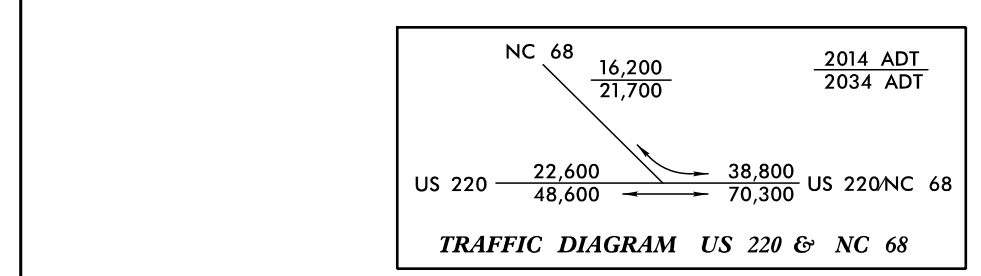 NC 68
16,200
21,700
2014 ADT
2034 ADT
US 220
22,600
48,600
38,800
70,300
US 220/NC 68
TRAFFIC DIAGRAM US 220 & NC 68